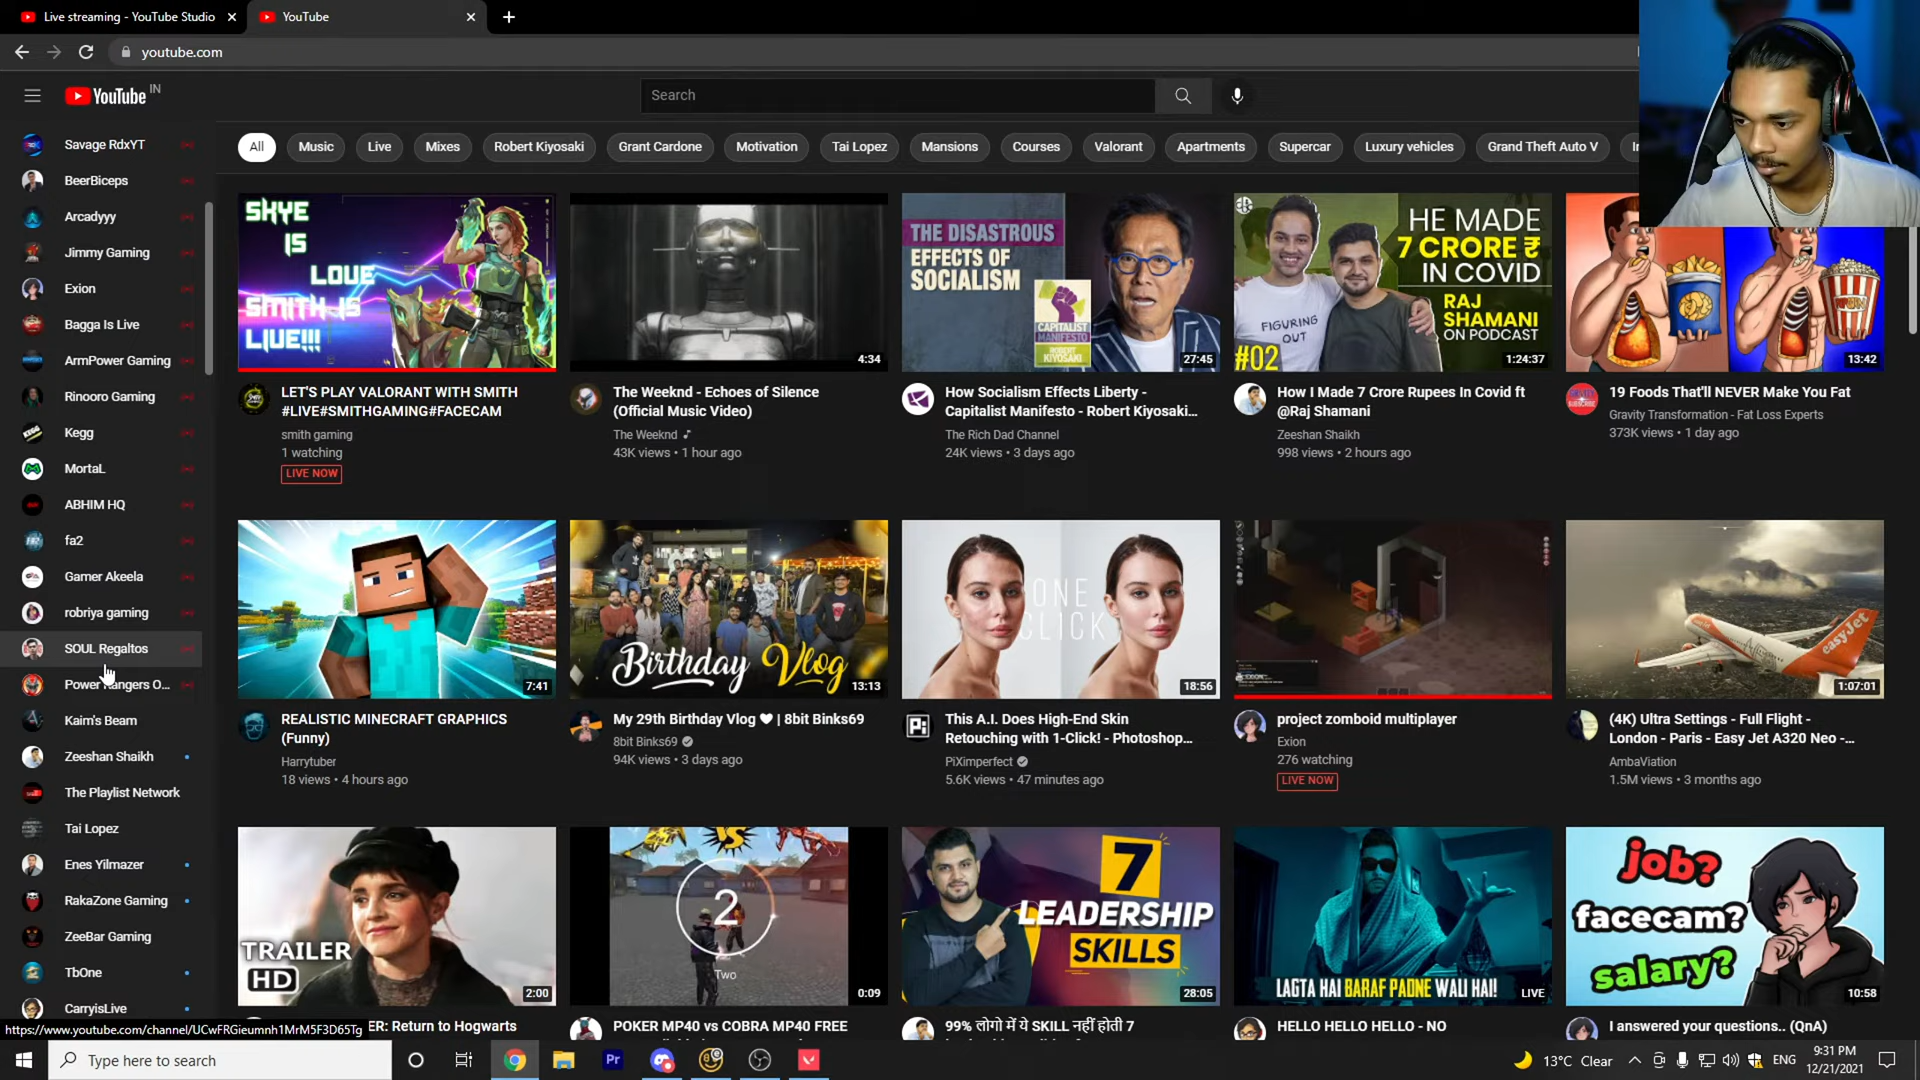 Live streaming - YouTube Studio
YouTube
youtube.com
YouTube IN
Search
Savage RdxYT
BeerBiceps
Arcadyyy
Jimmy Gaming
Exion
Bagga Is Live
ArmPower Gaming
Rinooro Gaming
Kegg
MortaL
ABHIM HQ
fa2
Gamer Akeela
robriya gaming
SOUL Regaltos
Power Rangers O...
Kaim's Beam
Zeeshan Shaikh
The Playlist Network
Tai Lopez
Enes Yilmazer
RakaZone Gaming
ZeeBar Gaming
TbOne
CarryisLive
https://www.youtube.com/channel/UCwFRGieumnh1MrM5F3D65Tg
All
Music
Live
Mixes
Robert Kiyosaki
Grant Cardone
Motivation
Tai Lopez
Mansions
Courses
Valorant
Apartments
Supercar
Luxury vehicles
Grand Theft Auto V
SKYE
IS
LOVE
SMITH IS
LIVE!!!
LET'S PLAY VALORANT WITH SMITH
#LIVE#SMITHGAMING#FACECAM
smith gaming
1 watching
LIVE NOW
4:34
The Weeknd - Echoes of Silence
(Official Music Video)
The Weeknd
43K views • 1 hour ago
THE DISASTROUS
EFFECTS OF
SOCIALISM
CAPITALIST
MANIFESTO
ROBERT
KIYOSAKI
27:45
How Socialism Effects Liberty -
Capitalist Manifesto - Robert Kiyosaki...
The Rich Dad Channel
24K views • 3 days ago
HE MADE
7 CRORE ₹
IN COVID
RAJ
SHAMANI
ON PODCAST
FIGURING
OUT
#02
1:24:37
How I Made 7 Crore Rupees In Covid ft
@Raj Shamani
Zeeshan Shaikh
998 views • 2 hours ago
13:42
19 Foods That'll NEVER Make You Fat
Gravity Transformation - Fat Loss Experts
373K views • 1 day ago
7:41
REALISTIC MINECRAFT GRAPHICS
(Funny)
Harrytuber
18 views • 4 hours ago
Birthday Vlog
13:13
My 29th Birthday Vlog ❤ | 8bit Binks69
8bit Binks69
94K views • 3 days ago
ONE
CLICK
18:56
This A.I. Does High-End Skin
Retouching with 1-Click! - Photoshop...
PiXimperfect
5.6K views • 47 minutes ago
project zomboid multiplayer
Exion
276 watching
LIVE NOW
easyJet
1:07:01
(4K) Ultra Settings - Full Flight -
London - Paris - Easy Jet A320 Neo -...
AmbaViation
1.5M views • 3 months ago
TRAILER
HD
2:00
ER: Return to Hogwarts
VS
2
Two
0:09
POKER MP40 vs COBRA MP40 FREE
7
LEADERSHIP
SKILLS
28:05
99% लोगो में ये SKILL नहीं होती 7
LAGTA HAI BARAF PADNE WALI HAI!
LIVE
HELLO HELLO HELLO - NO
job?
facecam?
salary?
10:58
I answered your questions.. (QnA)
Type here to search
Pr
13°C Clear
ENG
9:31 PM
12/21/2021